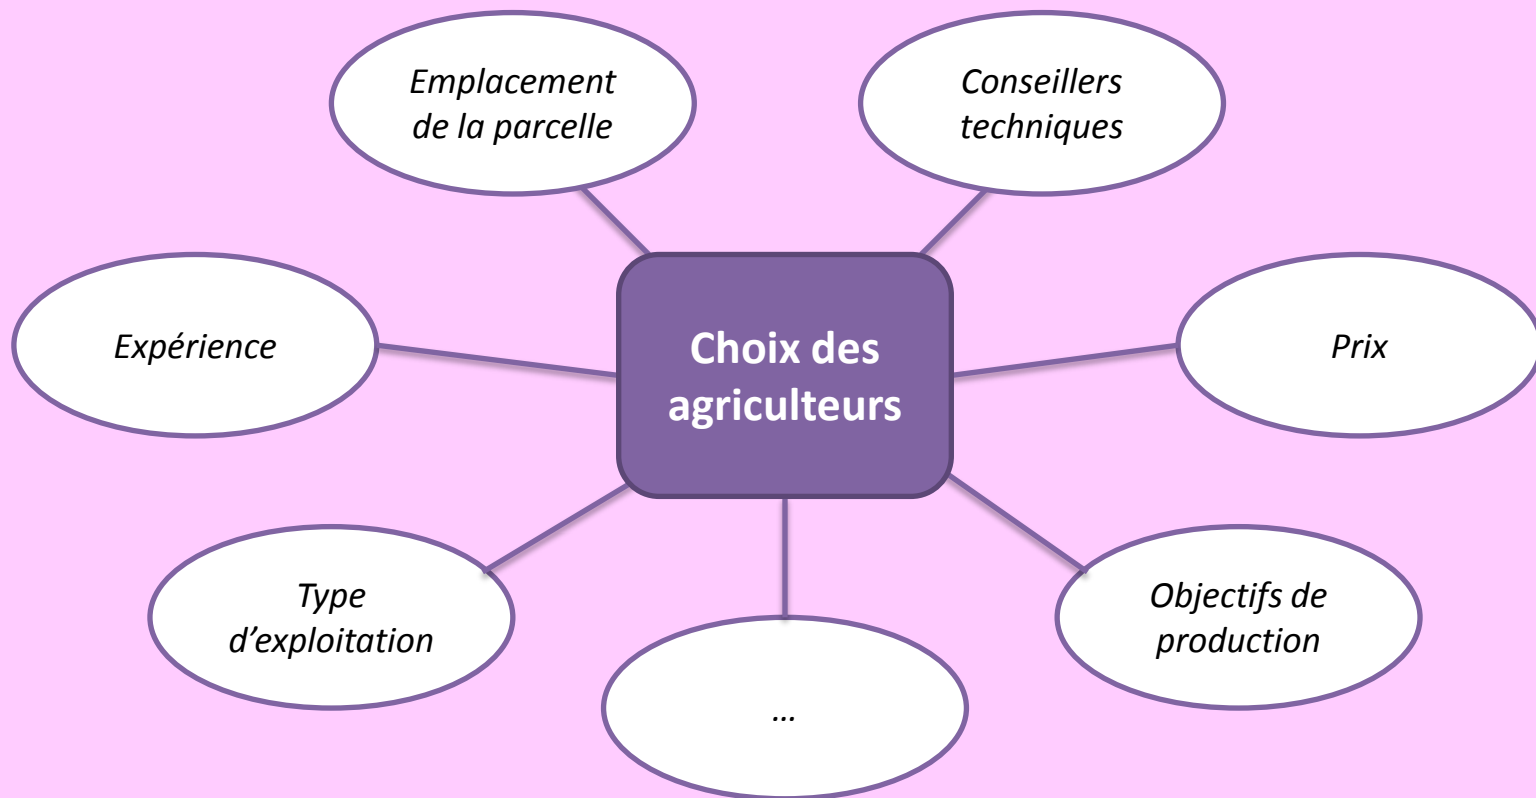 Emplacement
de la parcelle
Conseillers
techniques
Expérience
Choix des
agriculteurs
Prix
Type
d’exploitation
Objectifs de
production
...